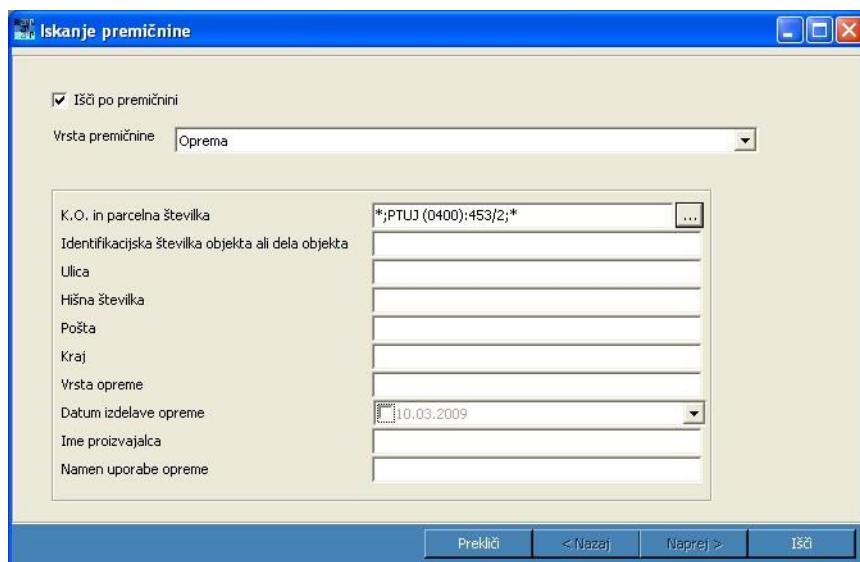 Iskanje premičnine
Išči po premičnini
Vrsta premičnine Oprema
K.O. in parcelna številka *;PTUJ (0400):453/2;* ...
Identifikacijska številka objekta ali dela objekta
Ulica
Hišna številka
Pošta
Kraj
Vrsta opreme
Datum izdelave opreme 10.03.2009
Ime proizvajalca
Namen uporabe opreme
Prekliči < Nazaj Naprej > Išči